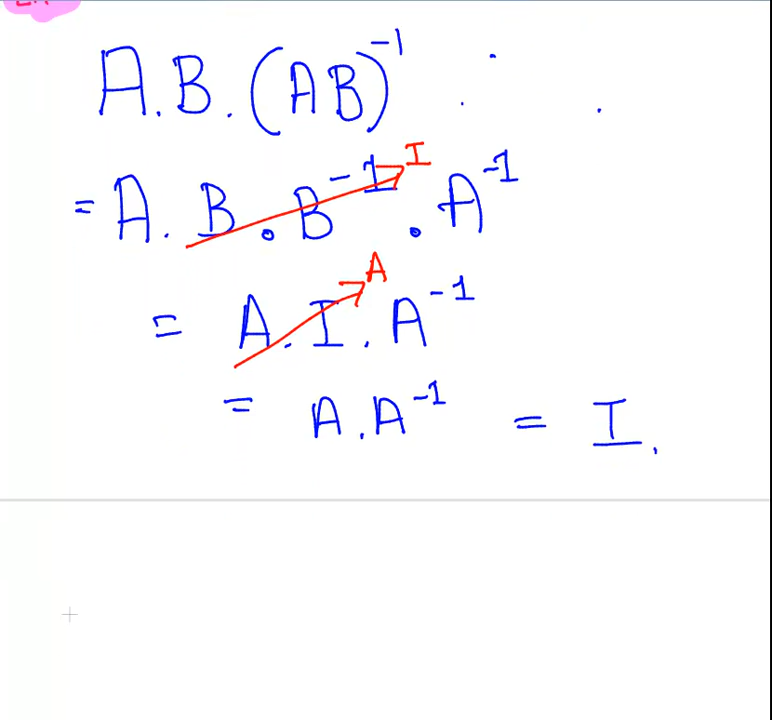 A.B.(AB)⁻¹
= A.B.B⁻¹.A⁻¹ I
= A.I.A⁻¹ A
= A.A⁻¹ = I.